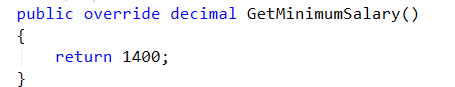 public override decimal GetMinimumSalary()
{
    return 1400;
}